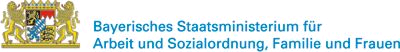 Bayerisches Staatsministerium für
Arbeit und Sozialordnung, Familie und Frauen